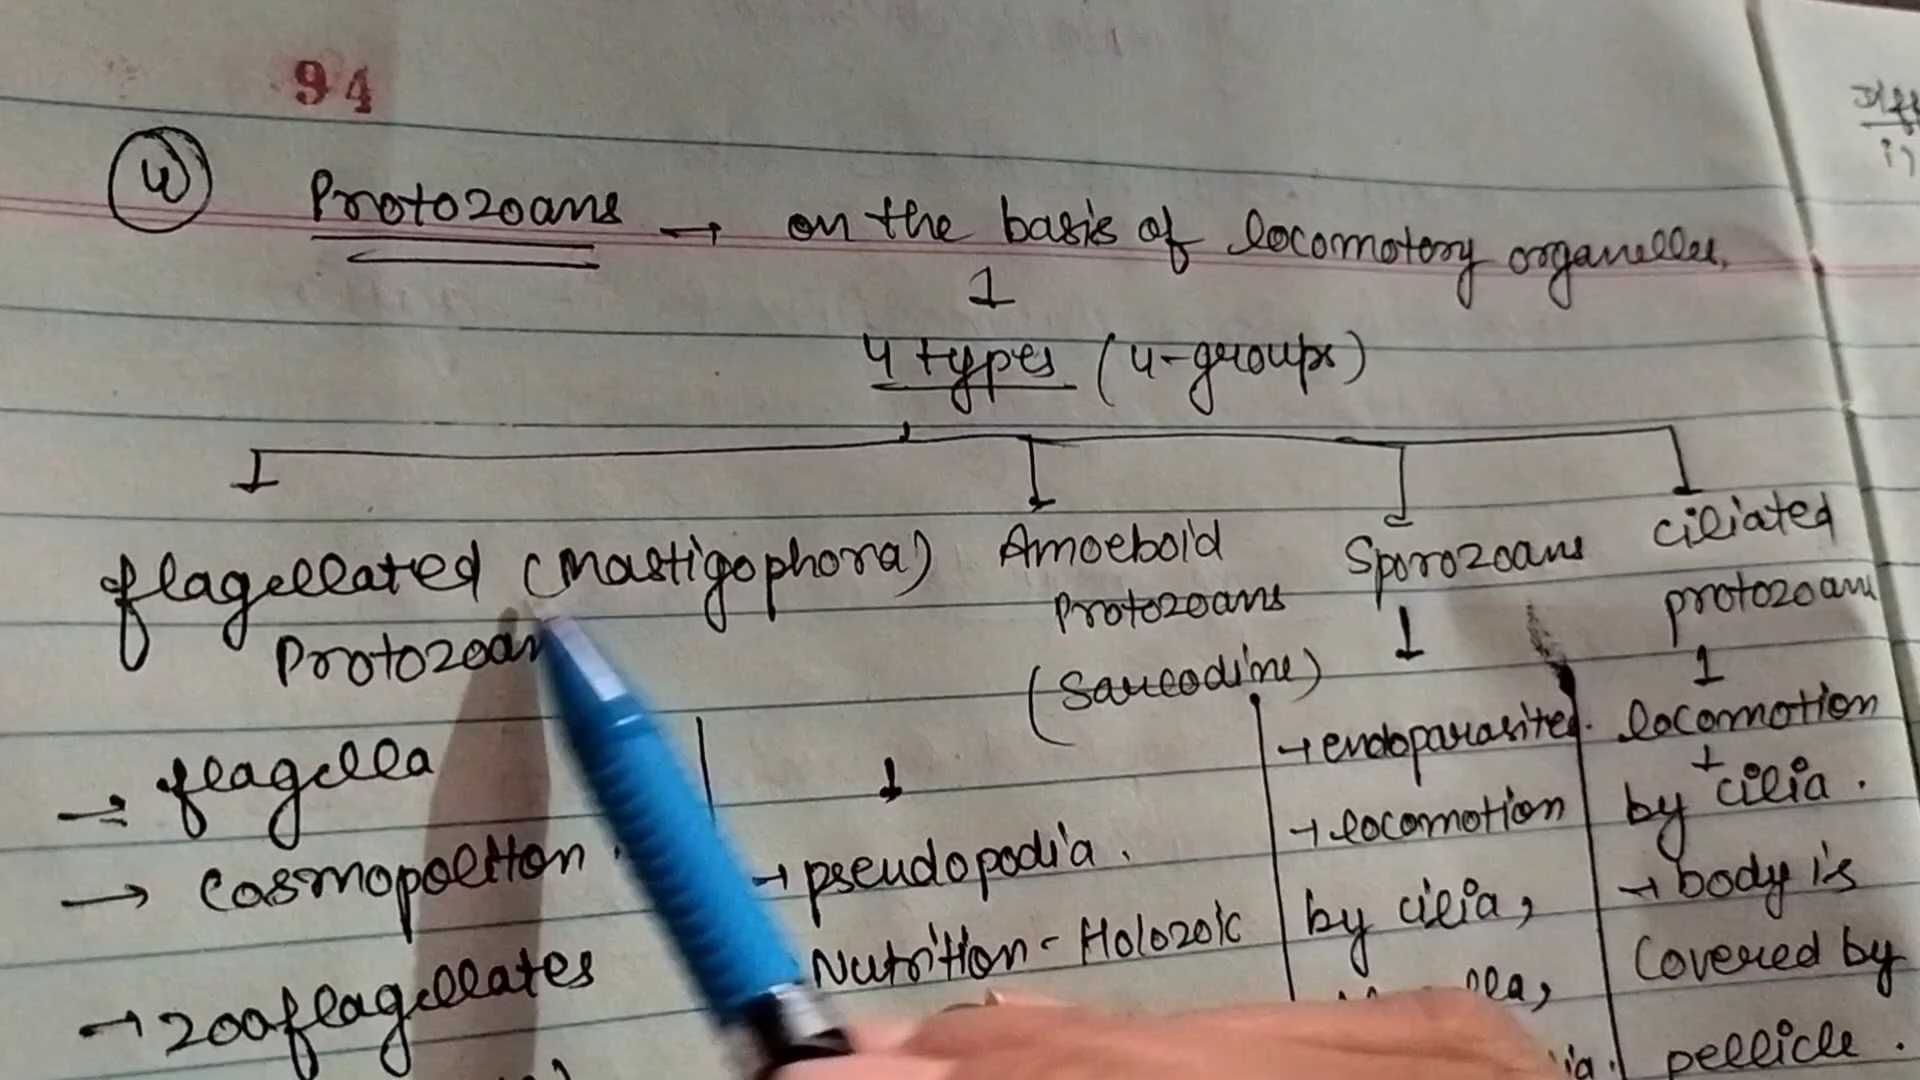 94
4 Protozoans → on the basis of locomotory organelles.
4 types (4-groups)
flagellated (Mastigophora)
Protozoan
→ flagella
→ Cosmopolition.
→ zooflagellates
Amoeboid
Protozoans
(Sarcodine)
→ pseudopodia.
Nutrition - Holozoic
Sporozoans
→ endoparasites.
→ locomotion
by cilia,
ciliated
protozoans
locomotion
by cilia.
→ body is
covered by
pellicle.